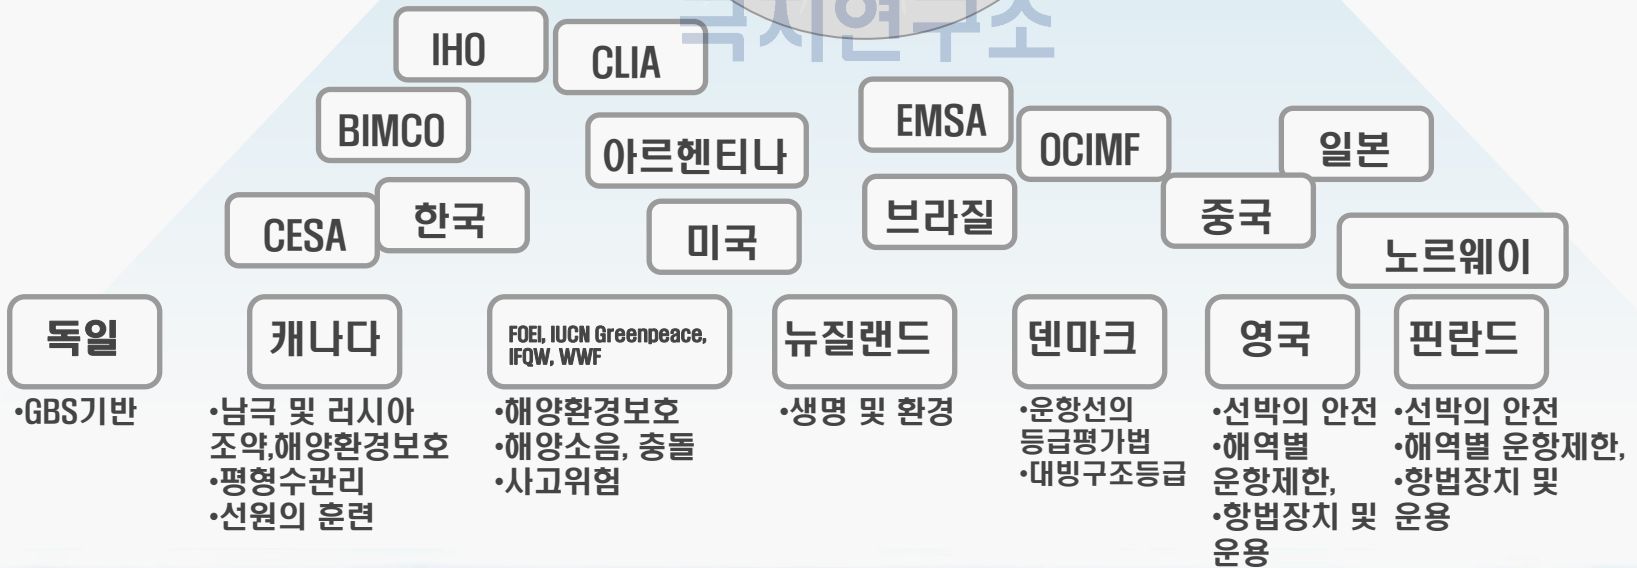 극지연구소
IHO
CLIA
BIMCO
아르헨티나
EMSA
OCIMF
일본
CESA
한국
미국
브라질
중국
노르웨이
독일
•GBS기반
캐나다
•남극 및 러시아
조약,해양환경보호
•평형수관리
•선원의 훈련
FOEI, IUCN Greenpeace,
IFQW, WWF
•해양환경보호
•해양소음, 충돌
•사고위험
뉴질랜드
•생명 및 환경
덴마크
•운항선의
등급평가법
•대빙구조등급
영국
•선박의 안전
•해역별
운항제한,
•항법장치 및
운용
핀란드
•선박의 안전
•해역별 운항제한,
•항법장치 및
운용